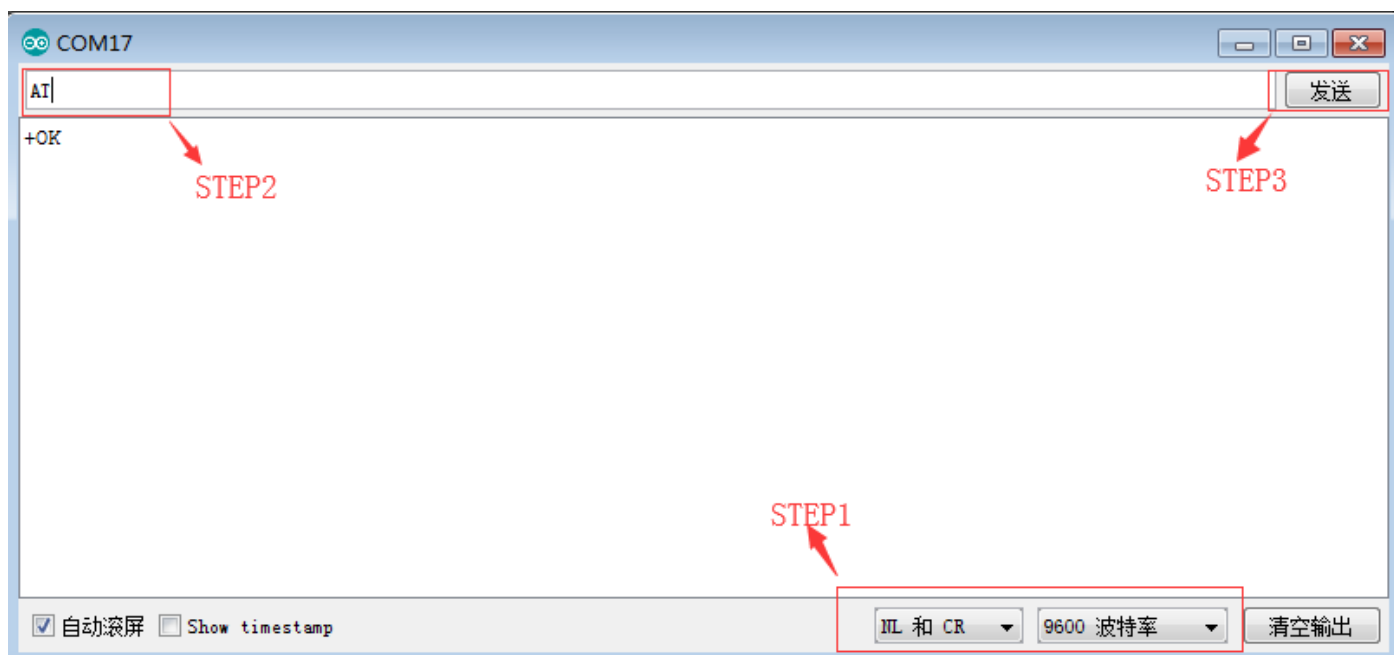 COM17
AT
发送
+OK
STEP2
STEP3
STEP1
自动滚屏 Show timestamp NL 和 CR 9600 波特率 清空输出